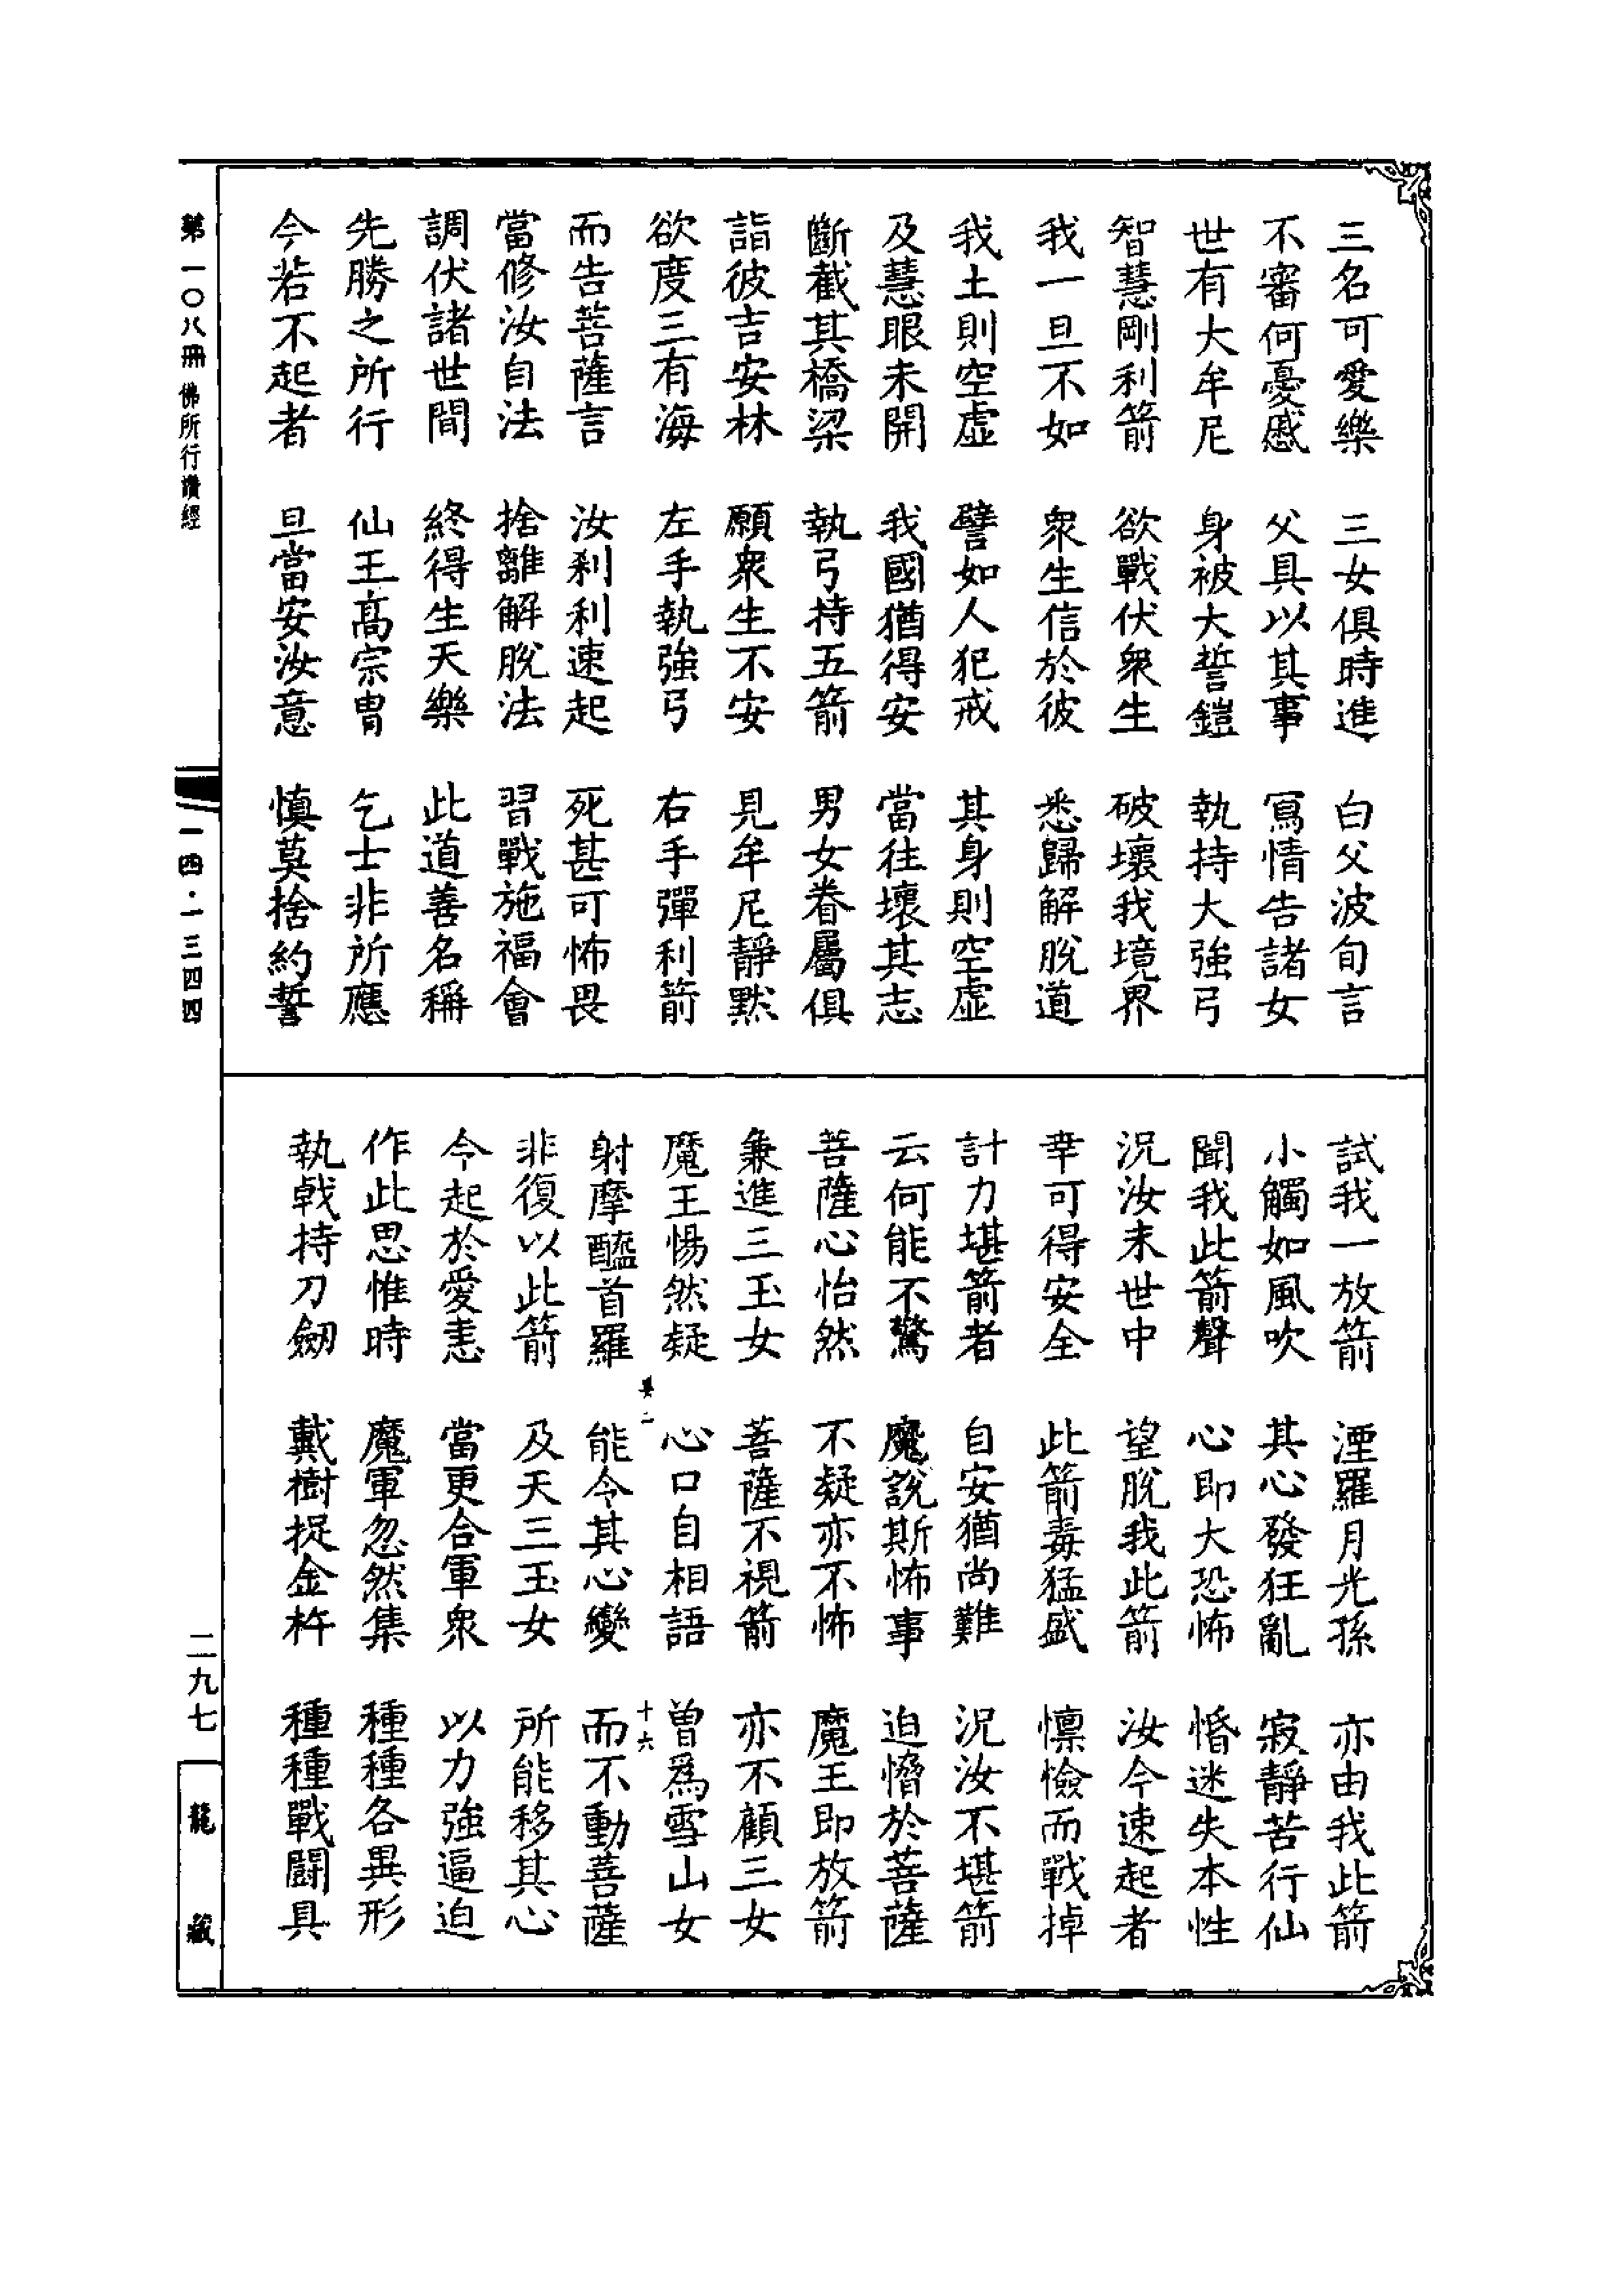 三名可愛樂　三女俱時進　白父波旬言
不審何憂慼　父具以其事　寫情告諸女
世有大牟尼　身被大誓鎧　執持大強弓
智慧剛利箭　欲戰伏衆生　破壞我境界
我一旦不如　衆生信於彼　悉歸解脫道
我土則空虛　譬如人犯戒　其身則空虛
及慧眼未開　我國猶得安　當往壞其志
斷截其橋梁　執弓持五箭　男女眷屬俱
詣彼吉安林　願衆生不安　見牟尼靜默
欲度三有海　左手執強弓　右手彈利箭
而告菩薩言　汝剎利速起　死甚可怖畏
當修汝自法　捨離解脫法　習戰施福會
調伏諸世間　終得生天樂　此道善名稱
先勝之所行　仙王高宗胄　乞士非所應
今若不起者　且當安汝意　慎莫捨約誓
試我一放箭　湮羅月光孫　亦由我此箭
小觸如風吹　其心發狂亂　寂靜苦行仙
聞我此箭聲　心即大恐怖　惛迷失本性
況汝末世中　望脫我此箭　汝今速起者
幸可得安全　此箭毒猛盛　懍憸而戰掉
計力堪箭者　自安猶尚難　況汝不堪箭
云何能不驚　魔說斯怖事　迫憯於菩薩
菩薩心怡然　不疑亦不怖　魔王即放箭
兼進三玉女　菩薩不視箭　亦不顧三女
魔王惕然疑　心口自相語　曾爲雪山女
十六
射摩醯首羅　能令其心變　而不動菩薩
非復以此箭　及天三玉女　所能移其心
今起於愛恚　當更合軍衆　以力強逼迫
作此思惟時　魔軍忽然集　種種各異形
執戟持刀劒　戴樹捉金杵　種種戰鬬具
第一〇八冊　佛所行讚經
一四·一三四四
二九七
龍藏